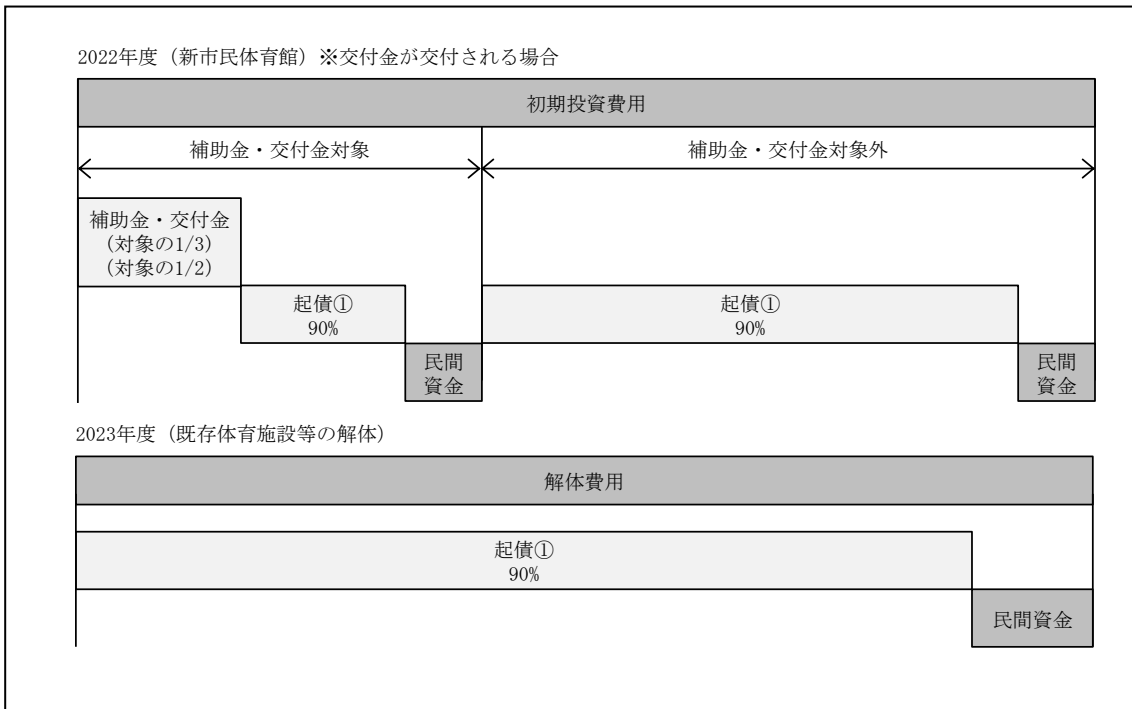 2022年度（新市民体育館）※交付金が交付される場合
初期投資費用
補助金・交付金対象
補助金・交付金対象外
補助金・交付金
(対象の1/3)
(対象の1/2)
起債①
90%
起債①
90%
民間
資金
民間
資金
2023年度（既存体育施設等の解体）
解体費用
起債①
90%
民間資金